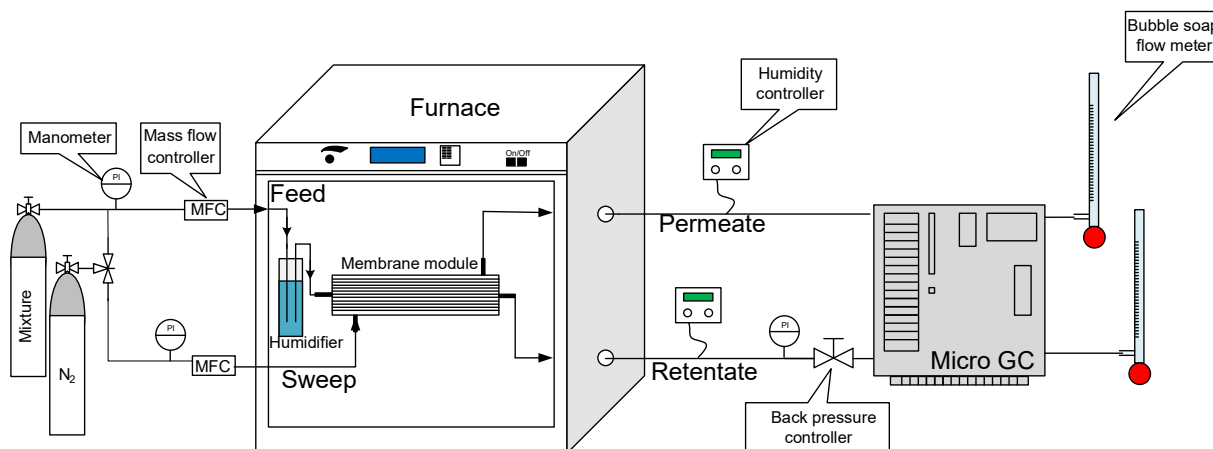 Bubble soap
flow meter
Humidity
controller
Furnace
Mass flow
controller
Manometer
On/Off
PI
MFC
Feed
Permeate
Membrane module
Mixture
N2
Humidifier
PI
MFC
Sweep
PI
Retentate
Micro GC
Back pressure
controller